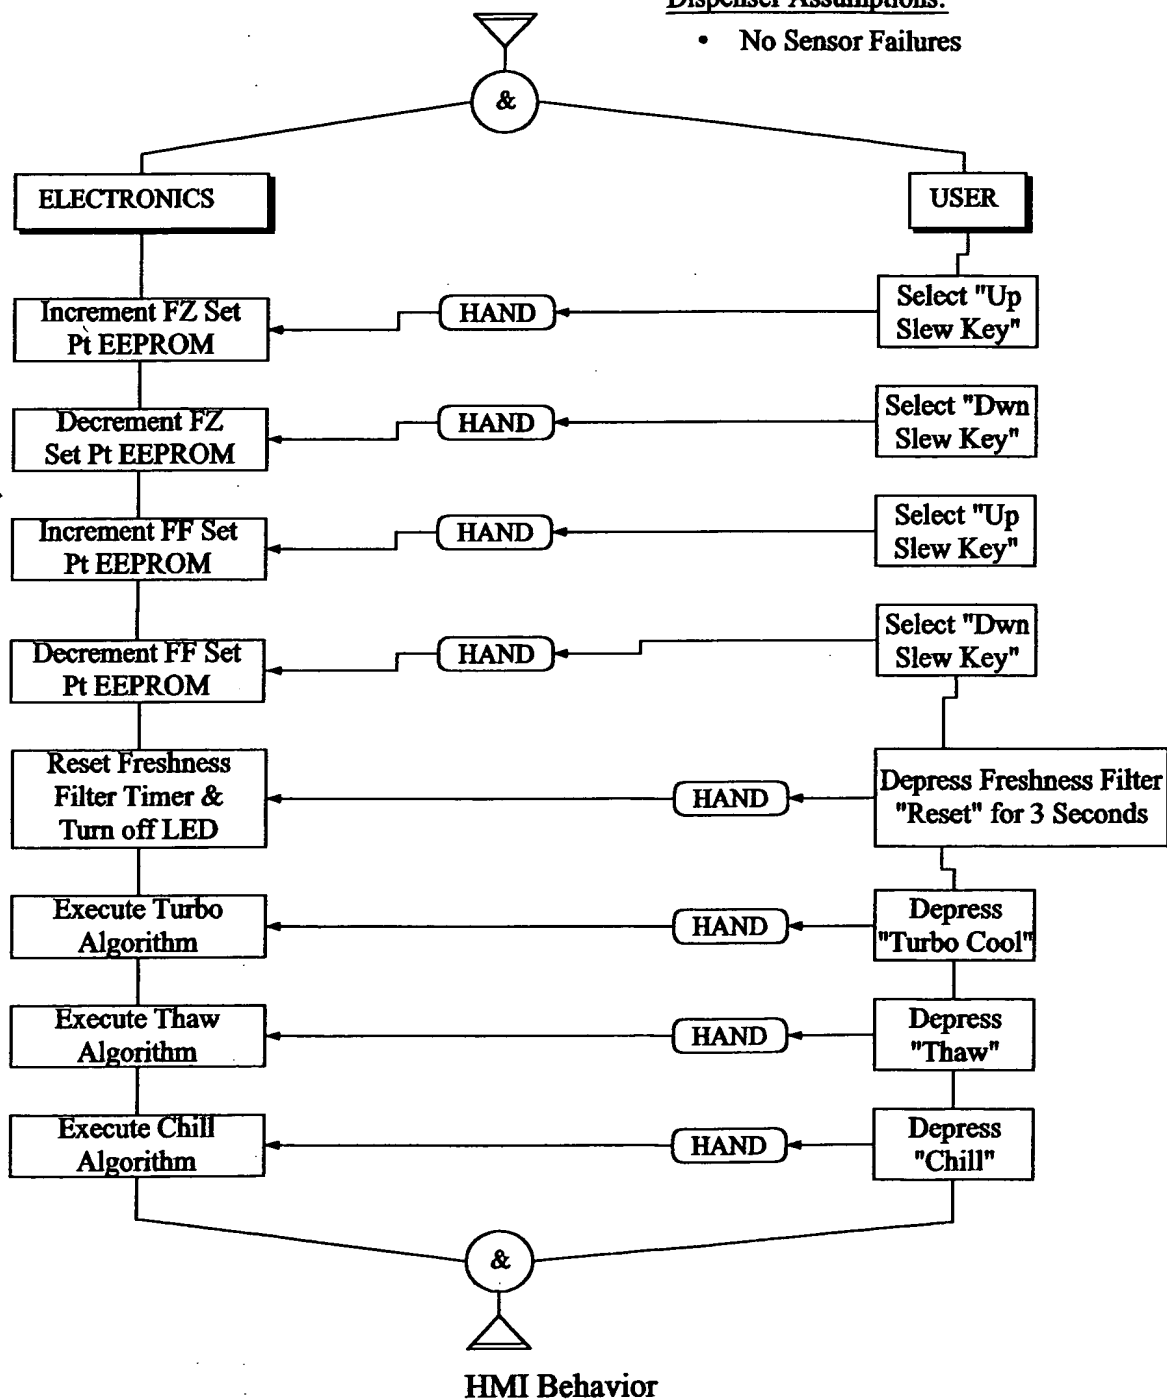 Dispenser Assumptions:
• No Sensor Failures
&
ELECTRONICS
USER
Increment FZ Set
Pt EEPROM
HAND
Select "Up
Slew Key"
Decrement FZ
Set Pt EEPROM
HAND
Select "Dwn
Slew Key"
Increment FF Set
Pt EEPROM
HAND
Select "Up
Slew Key"
Decrement FF Set
Pt EEPROM
HAND
Select "Dwn
Slew Key"
Reset Freshness
Filter Timer &
Turn off LED
HAND
Depress Freshness Filter
"Reset" for 3 Seconds
Execute Turbo
Algorithm
HAND
Depress
"Turbo Cool"
Execute Thaw
Algorithm
HAND
Depress
"Thaw"
Execute Chill
Algorithm
HAND
Depress
"Chill"
&
HMI Behavior